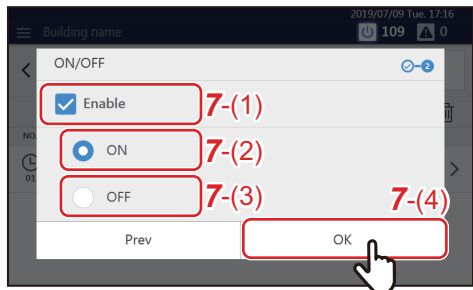 2019/07/09 Tue. 17:16
Building name 109 0
ON/OFF 2
Enable 7-(1)
NO.
ON 7-(2)
01
OFF 7-(3) 7-(4)
Prev OK